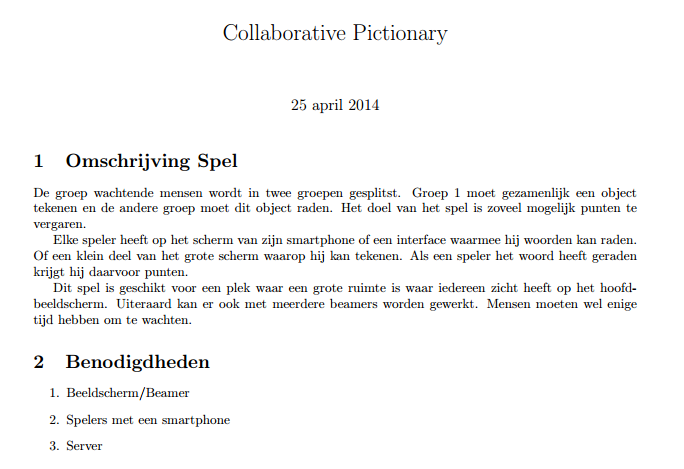 Collaborative Pictionary
25 april 2014
1 Omschrijving Spel
De groep wachtende mensen wordt in twee groepen gesplitst. Groep 1 moet gezamenlijk een object
tekenen en de andere groep moet dit object raden. Het doel van het spel is zoveel mogelijk punten te
vergaren.
Elke speler heeft op het scherm van zijn smartphone of een interface waarmee hij woorden kan raden.
Of een klein deel van het grote scherm waarop hij kan tekenen. Als een speler het woord heeft geraden
krijgt hij daarvoor punten.
Dit spel is geschikt voor een plek waar een grote ruimte is waar iedereen zicht heeft op het hoofd-
beeldscherm. Uiteraard kan er ook met meerdere beamers worden gewerkt. Mensen moeten wel enige
tijd hebben om te wachten.
2 Benodigdheden
1. Beeldscherm/Beamer
2. Spelers met een smartphone
3. Server